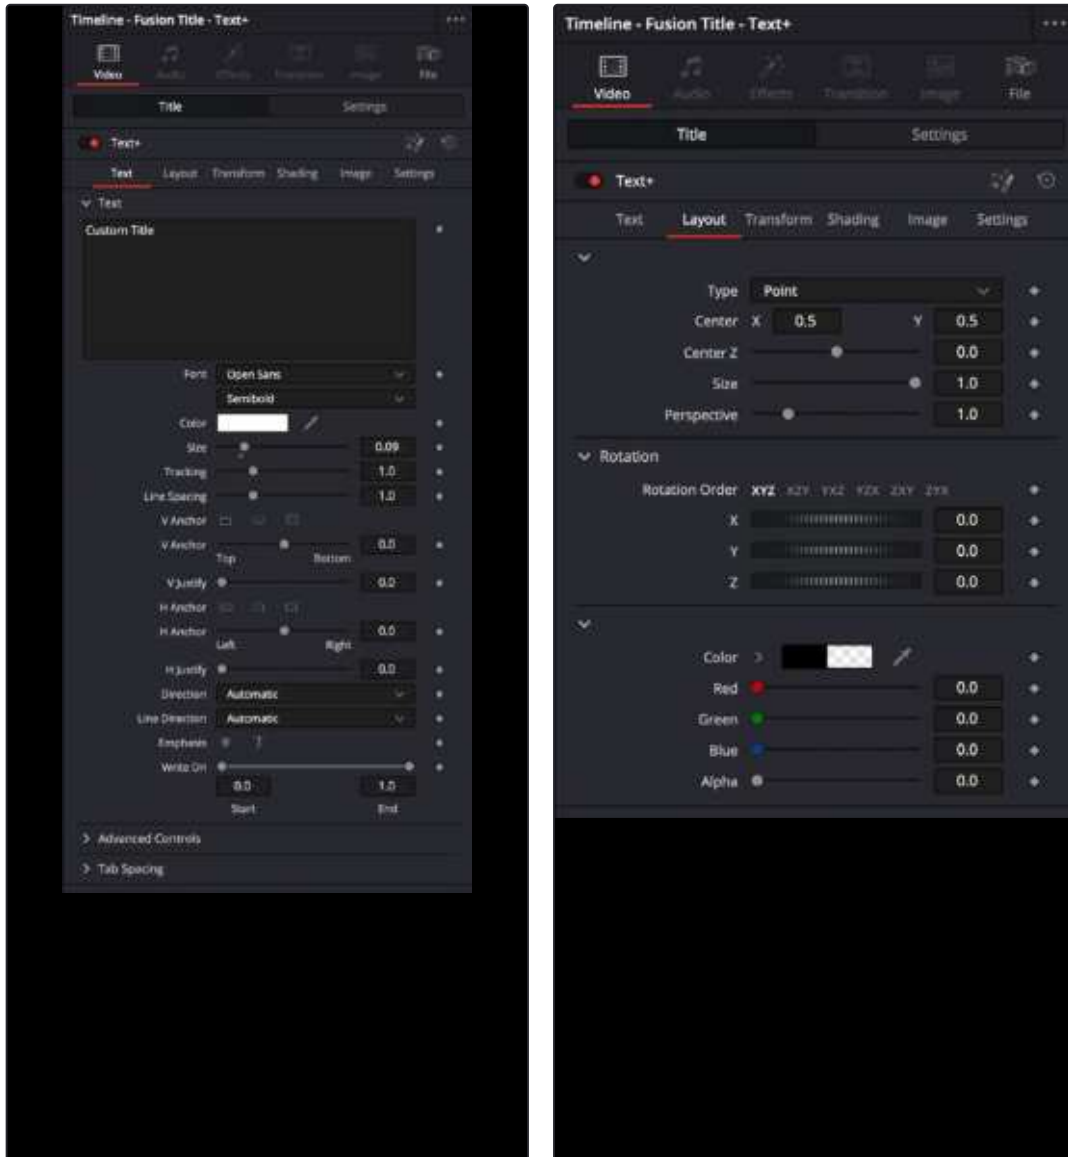 Timeline - Fusion Title - Text+
Video Audio Effects Transition Image File
Title Settings
Text+
Text Layout Transform Shading Image Settings
Text
Custom Title
Font Open Sans
Semibold
Color
Size 0.09
Tracking 1.0
Line Spacing 1.0
V Anchor
V Anchor 0.0
Top Bottom
V Justify 0.0
H Anchor
H Anchor 0.0
Left Right
H Justify 0.0
Direction Automatic
Line Direction Automatic
Emphasis
Write On
0.0 1.0
Start End
Advanced Controls
Tab Spacing
Timeline - Fusion Title - Text+
Video Audio Effects Transition Image File
Title Settings
Text+
Text Layout Transform Shading Image Settings
Type Point
Center X 0.5 Y 0.5
Center Z 0.0
Size 1.0
Perspective 1.0
Rotation
Rotation Order XYZ XZY YXZ YZX ZXY ZYX
X 0.0
Y 0.0
Z 0.0
Color
Red 0.0
Green 0.0
Blue 0.0
Alpha 0.0